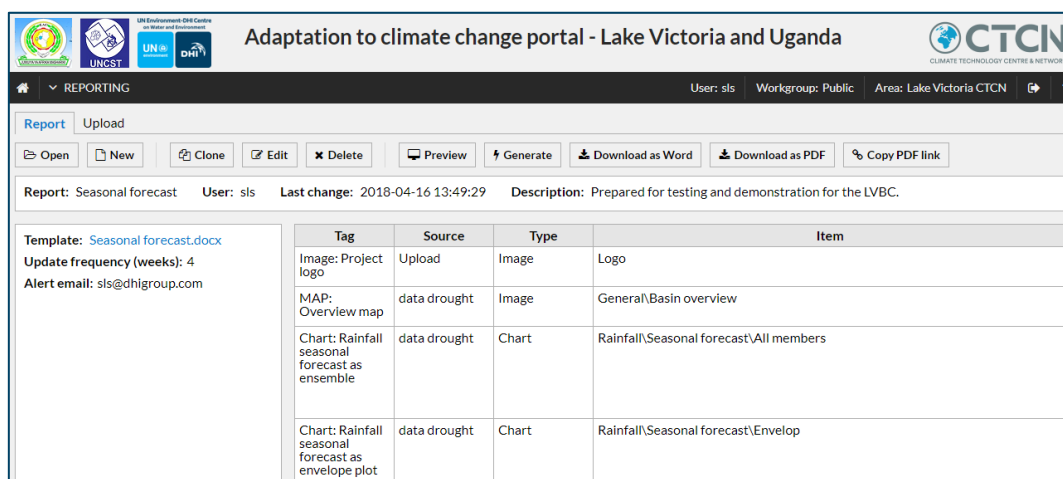 UN Environment-DHI Centre
on Water and Environment
UNCST
UN
environment
DHI
Adaptation to climate change portal - Lake Victoria and Uganda
CTCN
CLIMATE TECHNOLOGY CENTRE & NETWOR
REPORTING
User: sls Workgroup: Public Area: Lake Victoria CTCN
Report Upload
Open New Clone Edit Delete Preview Generate Download as Word Download as PDF Copy PDF link
Report: Seasonal forecast User: sls Last change: 2018-04-16 13:49:29 Description: Prepared for testing and demonstration for the LVBC.
Template: Seasonal forecast.docx
Update frequency (weeks): 4
Alert email: sls@dhigroup.com
Tag Source Type Item
Image: Project Upload Image Logo
logo
MAP: data drought Image General\Basin overview
Overview map
Chart: Rainfall data drought Chart Rainfall\Seasonal forecast\All members
seasonal
forecast as
ensemble
Chart: Rainfall data drought Chart Rainfall\Seasonal forecast\Envelop
seasonal
forecast as
envelope plot